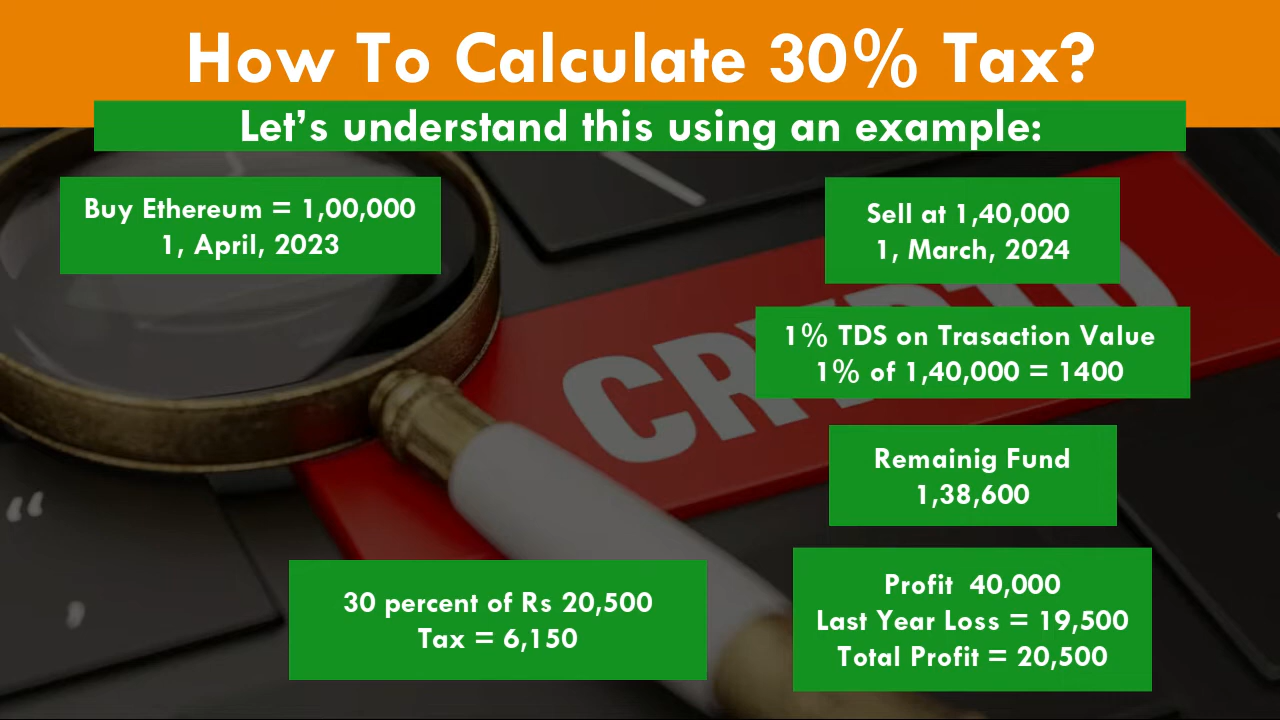 How To Calculate 30% Tax?
Let's understand this using an example:
Buy Ethereum = 1,00,000
1, April, 2023
Sell at 1,40,000
1, March, 2024
1% TDS on Trasaction Value
1% of 1,40,000 = 1400
CRYPTO
Remainig Fund
1,38,600
Profit 40,000
Last Year Loss = 19,500
Total Profit = 20,500
30 percent of Rs 20,500
Tax = 6,150